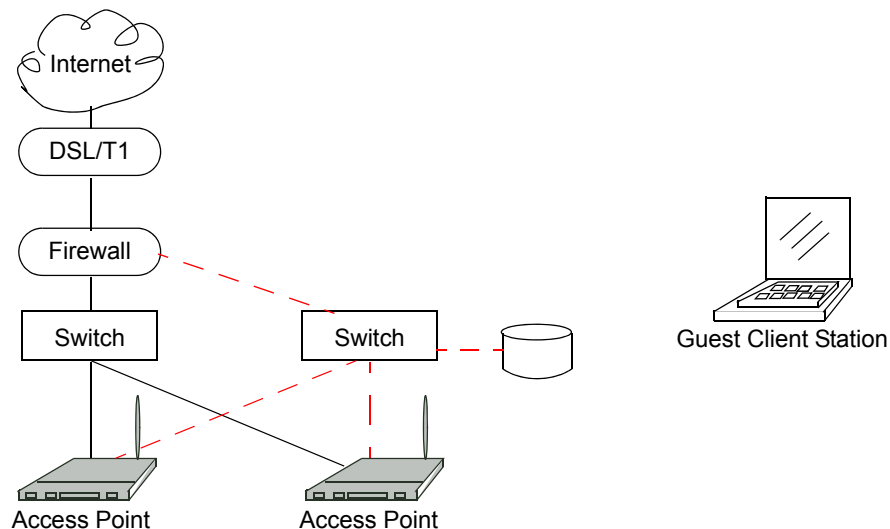 Internet
DSL/T1
Firewall
Switch
Switch
Guest Client Station
Access Point
Access Point